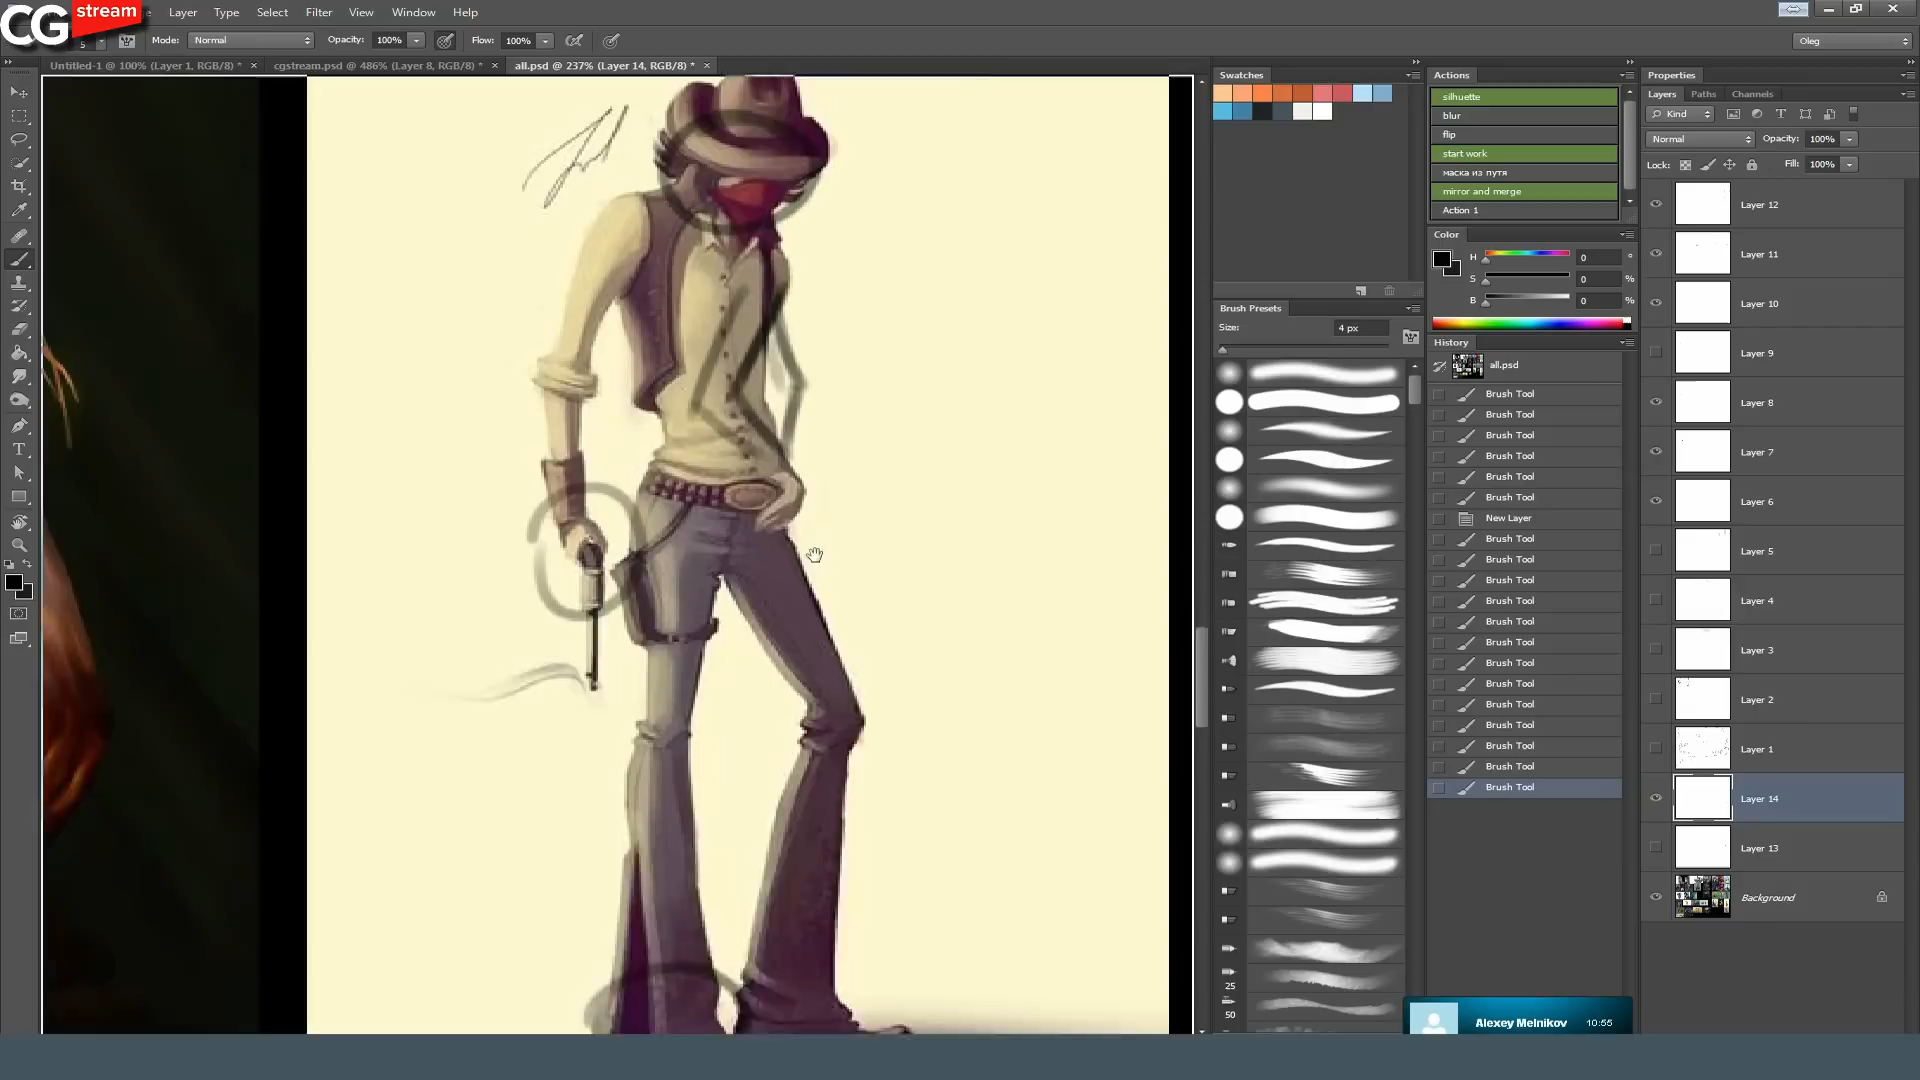 CG stream
Layer Type Select Filter View Window Help
5 Mode: Normal Opacity: 100% Flow: 100% Oleg
Untitled-1 @ 100% (Layer 1, RGB/8) * × cgstream.psd @ 486% (Layer 8, RGB/8) * × all.psd @ 237% (Layer 14, RGB/8) * ×
Swatches
Actions
silhuette
blur
flip
start work
маска из путя
mirror and merge
Action 1
Color
H 0 °
S 0 %
B 0 %
Brush Presets
Size: 4 px
25
50
History
all.psd
Brush Tool
Brush Tool
Brush Tool
Brush Tool
Brush Tool
Brush Tool
New Layer
Brush Tool
Brush Tool
Brush Tool
Brush Tool
Brush Tool
Brush Tool
Brush Tool
Brush Tool
Brush Tool
Brush Tool
Brush Tool
Brush Tool
Brush Tool
Properties
Layers Paths Channels
Kind
Normal Opacity: 100%
Lock: Fill: 100%
Layer 12
Layer 11
Layer 10
Layer 9
Layer 8
Layer 7
Layer 6
Layer 5
Layer 4
Layer 3
Layer 2
Layer 1
Layer 14
Layer 13
Background
Alexey Melnikov 10:55